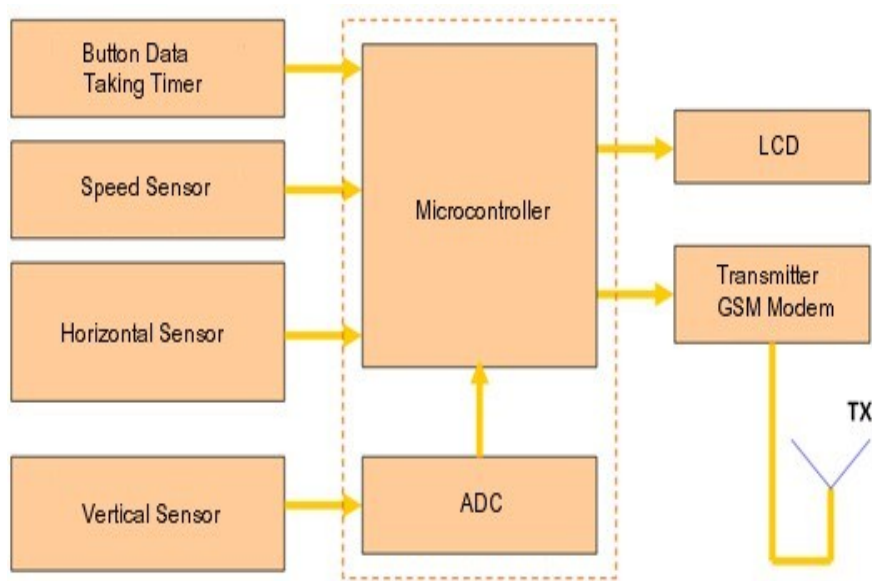 Button Data
Taking Timer
Speed Sensor
Horizontal Sensor
Vertical Sensor
Microcontroller
ADC
LCD
Transmitter
GSM Modem
TX